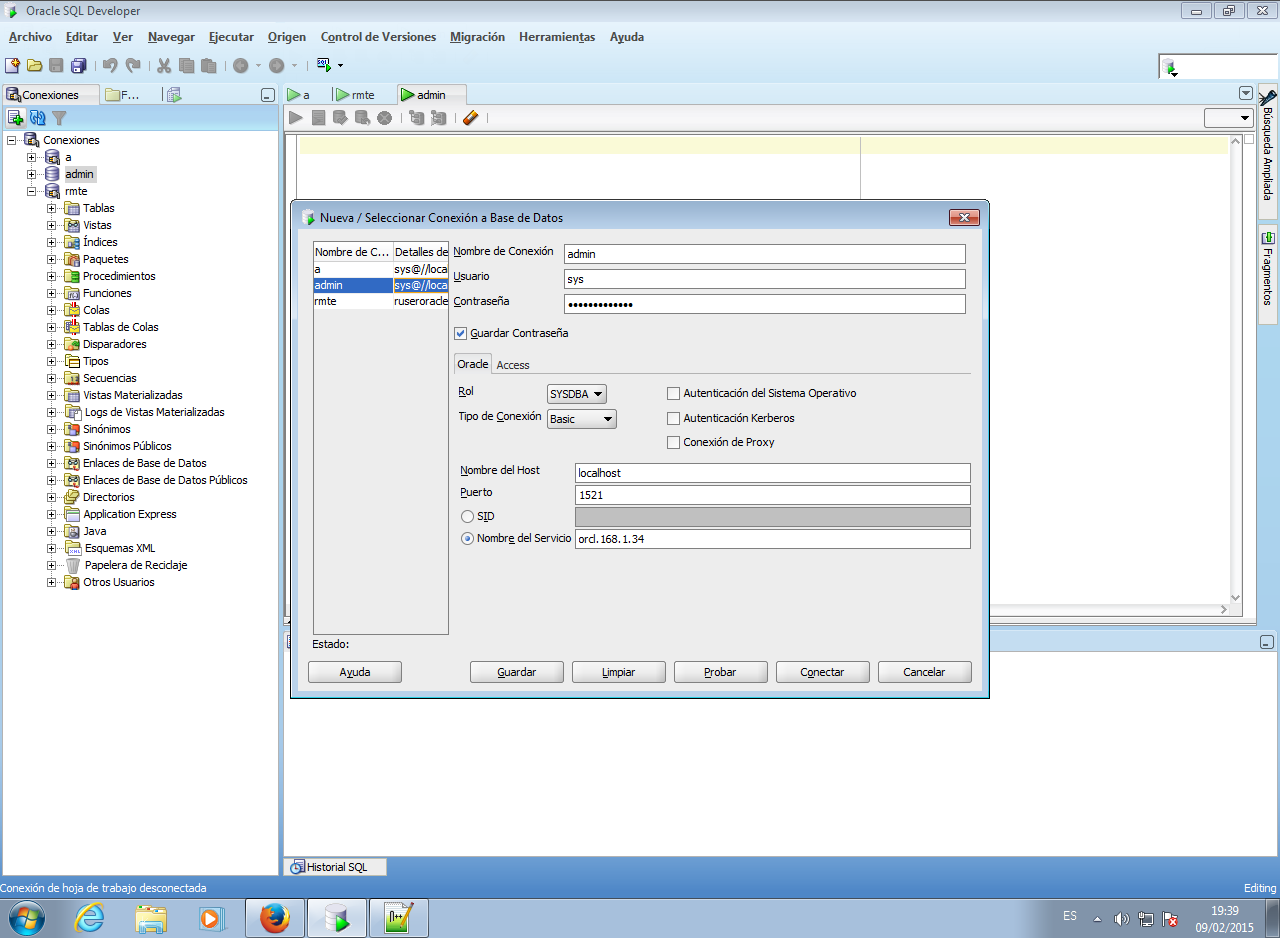 Oracle SQL Developer
Archivo Editar Ver Navegar Ejecutar Origen Control de Versiones Migración Herramientas Ayuda
Conexiones F...
a rmte admin
Conexiones
a
admin
rmte
Tablas
Vistas
Índices
Paquetes
Procedimientos
Funciones
Colas
Tablas de Colas
Disparadores
Tipos
Secuencias
Vistas Materializadas
Logs de Vistas Materializadas
Sinónimos
Sinónimos Públicos
Enlaces de Base de Datos
Enlaces de Base de Datos Públicos
Directorios
Application Express
Java
Esquemas XML
Papelera de Reciclaje
Otros Usuarios
Búsqueda Ampliada
Fragmentos
Nueva / Seleccionar Conexión a Base de Datos
Nombre de C... Detalles de
a sys@//loca
admin sys@//loca
rmte ruseroracle
Nombre de Conexión admin
Usuario sys
Contraseña •••••••••••••
Guardar Contraseña
Oracle Access
Rol SYSDBA
Autenticación del Sistema Operativo
Tipo de Conexión Basic
Autenticación Kerberos
Conexión de Proxy
Nombre del Host localhost
Puerto 1521
SID
Nombre del Servicio orcl.168.1.34
Estado:
Ayuda Guardar Limpiar Probar Conectar Cancelar
Historial SQL
Conexión de hoja de trabajo desconectada
Editing
ES
19:39
09/02/2015